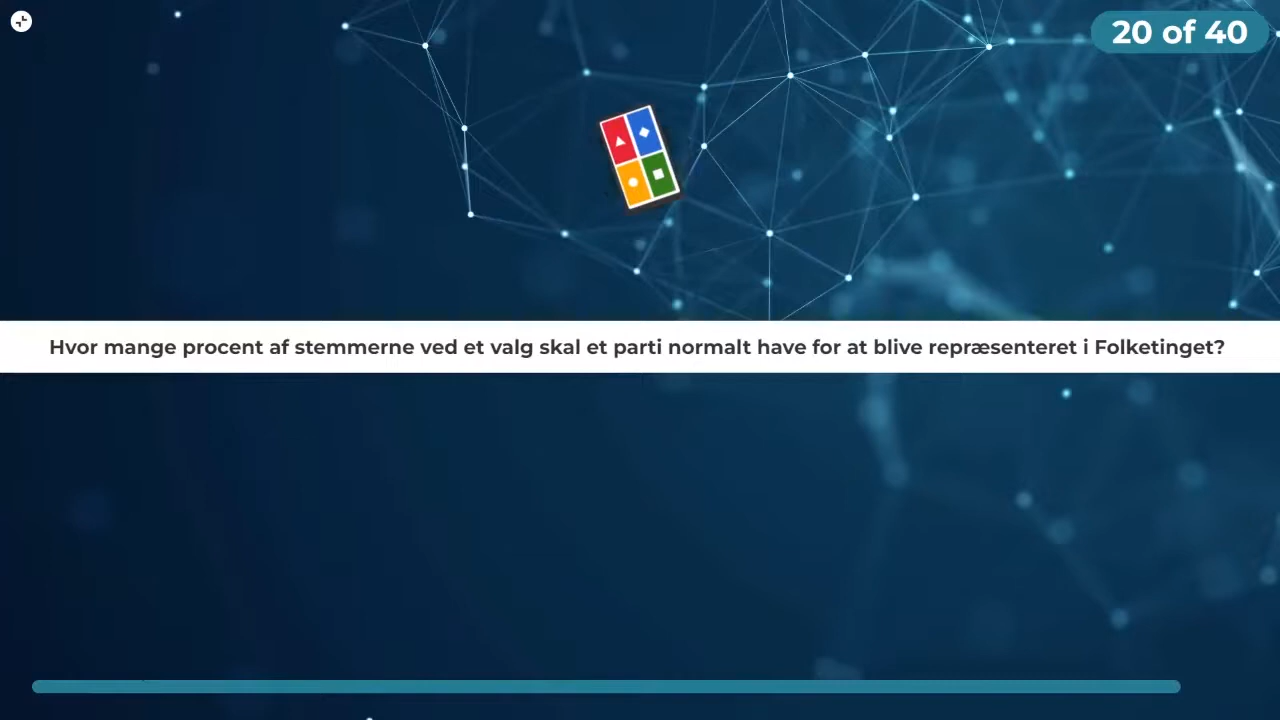 20 of 40
Hvor mange procent af stemmerne ved et valg skal et parti normalt have for at blive repræsenteret i Folketinget?